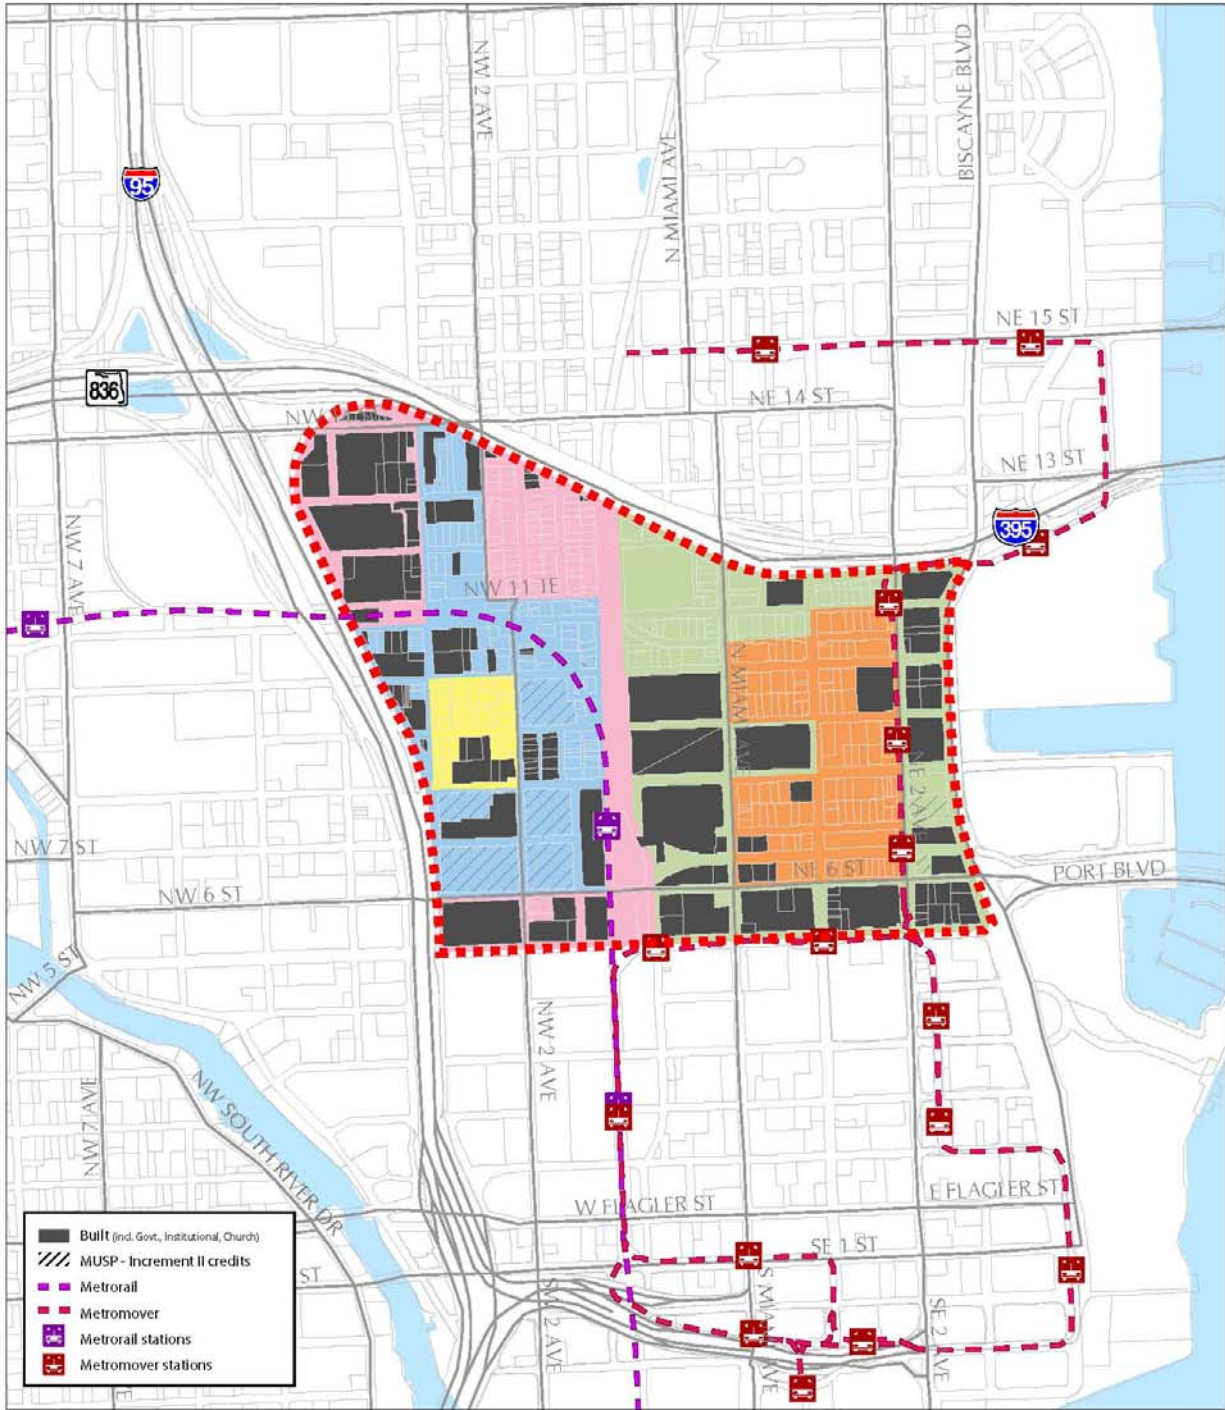 NW 2 AVE
BISCAYNE BLVD
N MIAMI AVE
95
NE 15 ST
836
NE 14 ST
NW
NE 13 ST
395
NW 7 AVE
NW 11 TE
N MIAMI AVE
NE 2 AVE
NW 7 ST
NE 6 ST
PORT BLVD
NW 6 ST
NW 5 ST
NW 2 AVE
NW 7 AVE
NW SOUTH RIVER DR
E FLAGLER ST
W FLAGLER ST
SE 1 ST
ST
S MIAMI AVE
SW 2 AVE
SE 2 AVE
Built (incl. Govt., Institutional, Church)
MUSP - Increment II credits
Metrorail
Metromover
Metrorail stations
Metromover stations